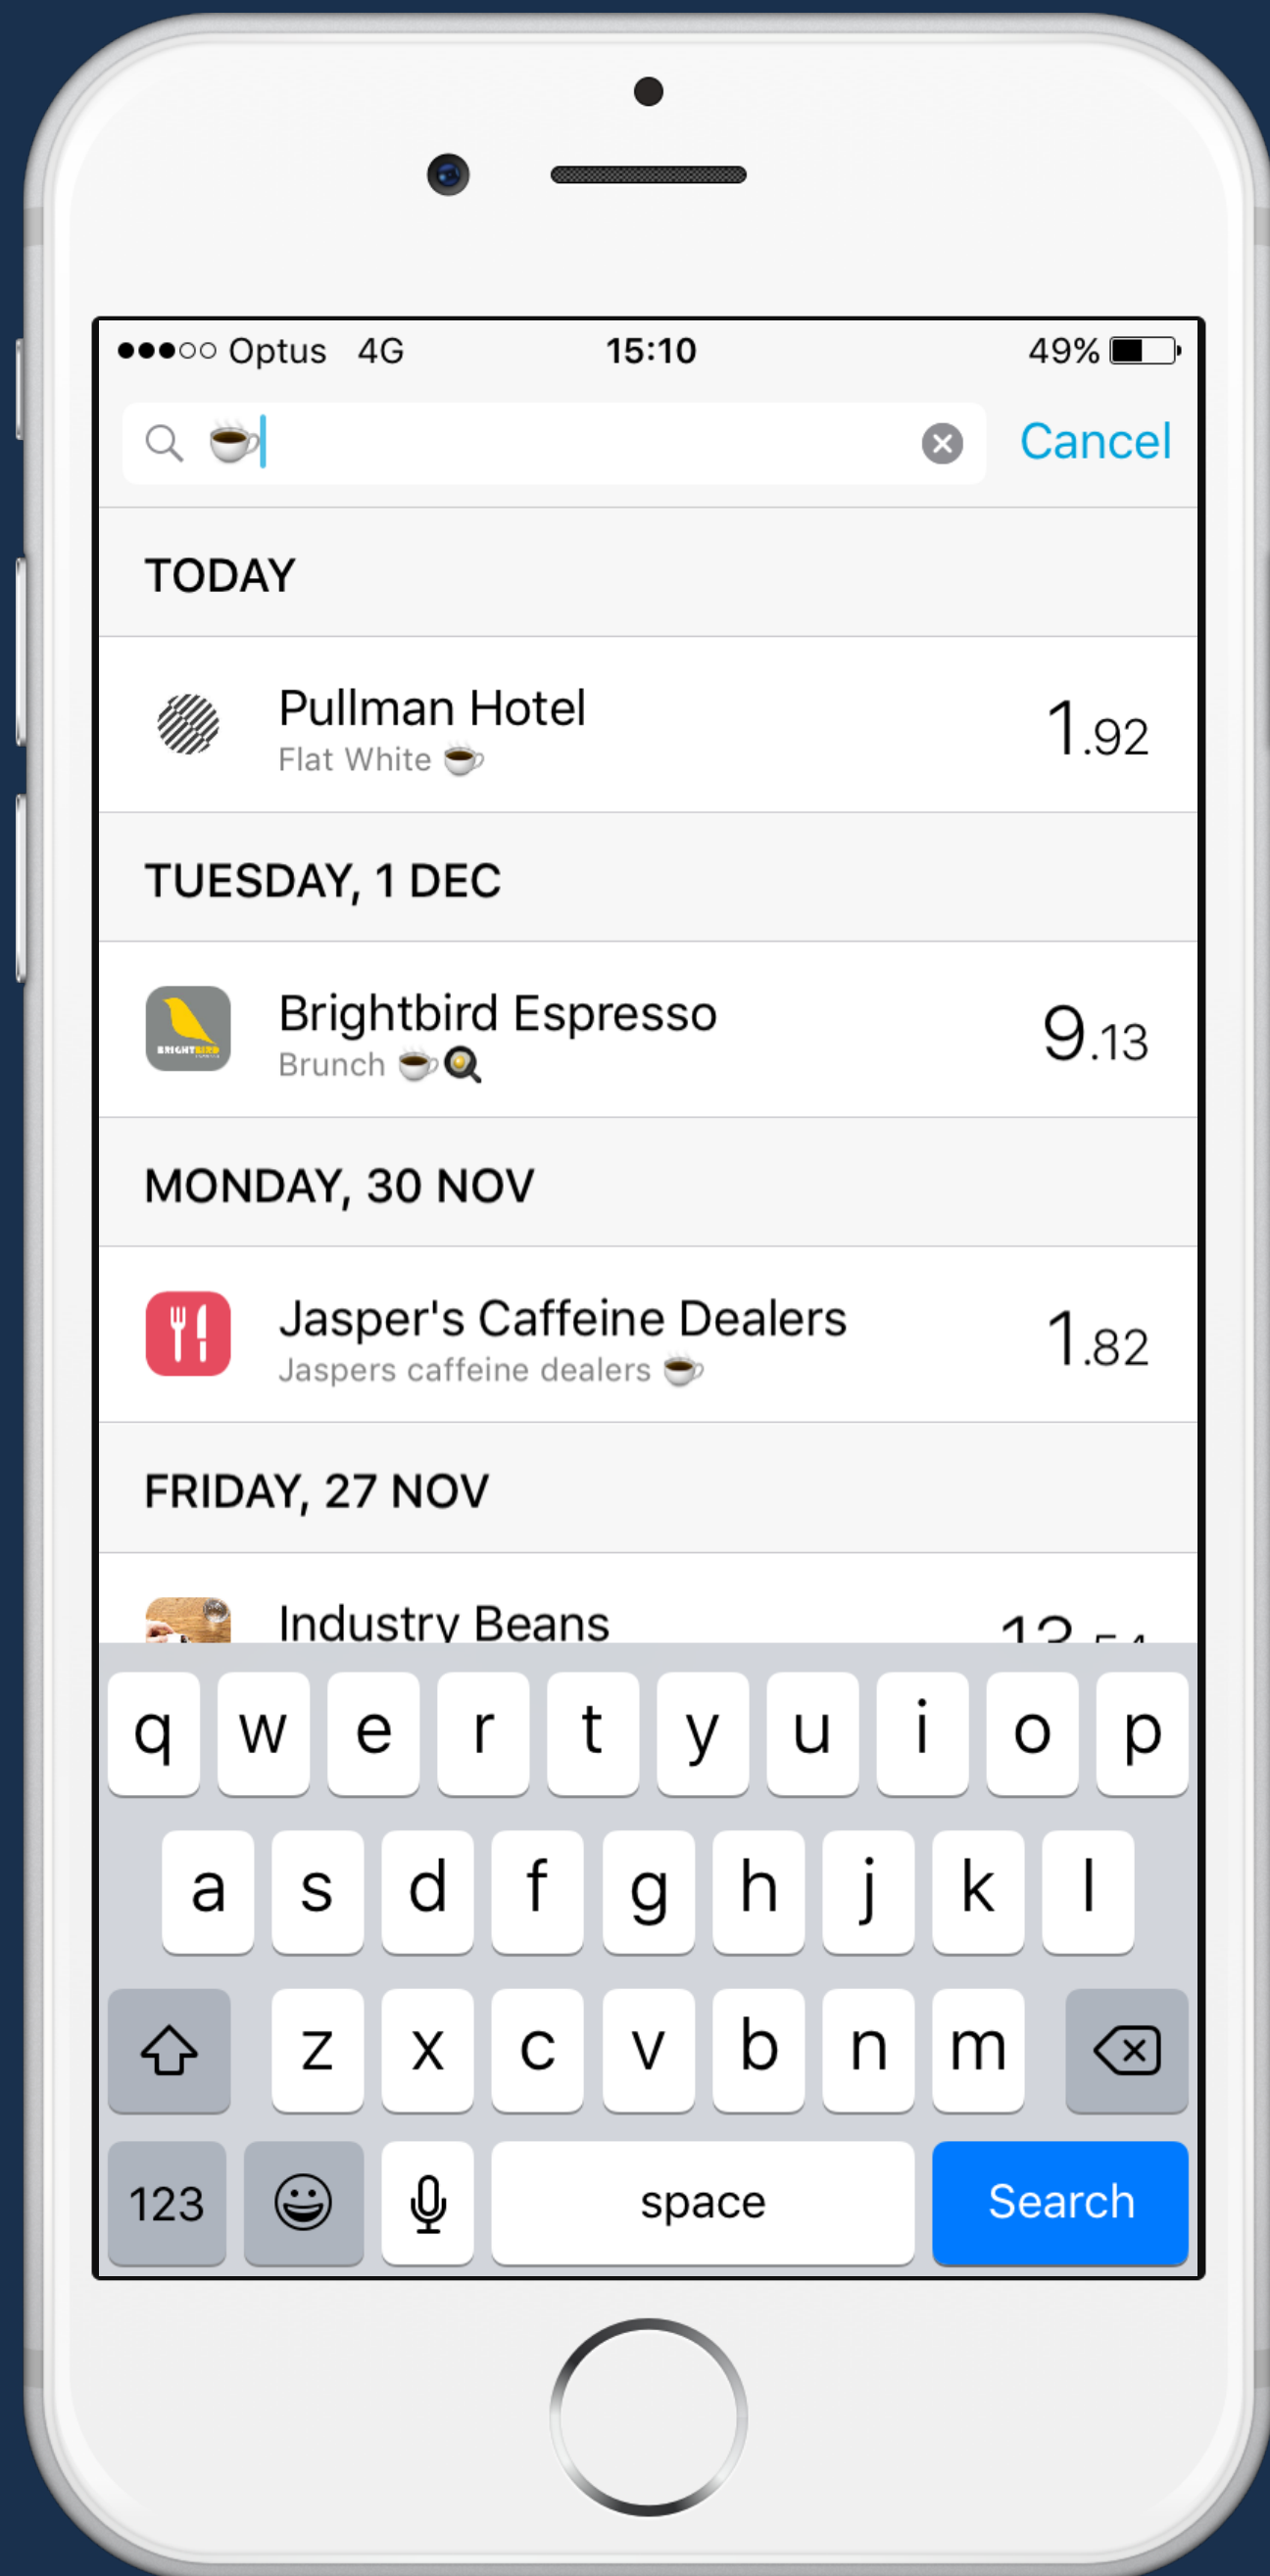 ●●●○○ Optus 4G 15:10 49%
☕ Cancel
TODAY
Pullman Hotel 1.92
Flat White ☕
TUESDAY, 1 DEC
BRIGHTBIRD
Brightbird Espresso 9.13
Brunch ☕🍳
MONDAY, 30 NOV
Jasper's Caffeine Dealers 1.82
Jaspers caffeine dealers ☕
FRIDAY, 27 NOV
Industry Beans
q w e r t y u i o p
a s d f g h j k l
z x c v b n m
123 space Search